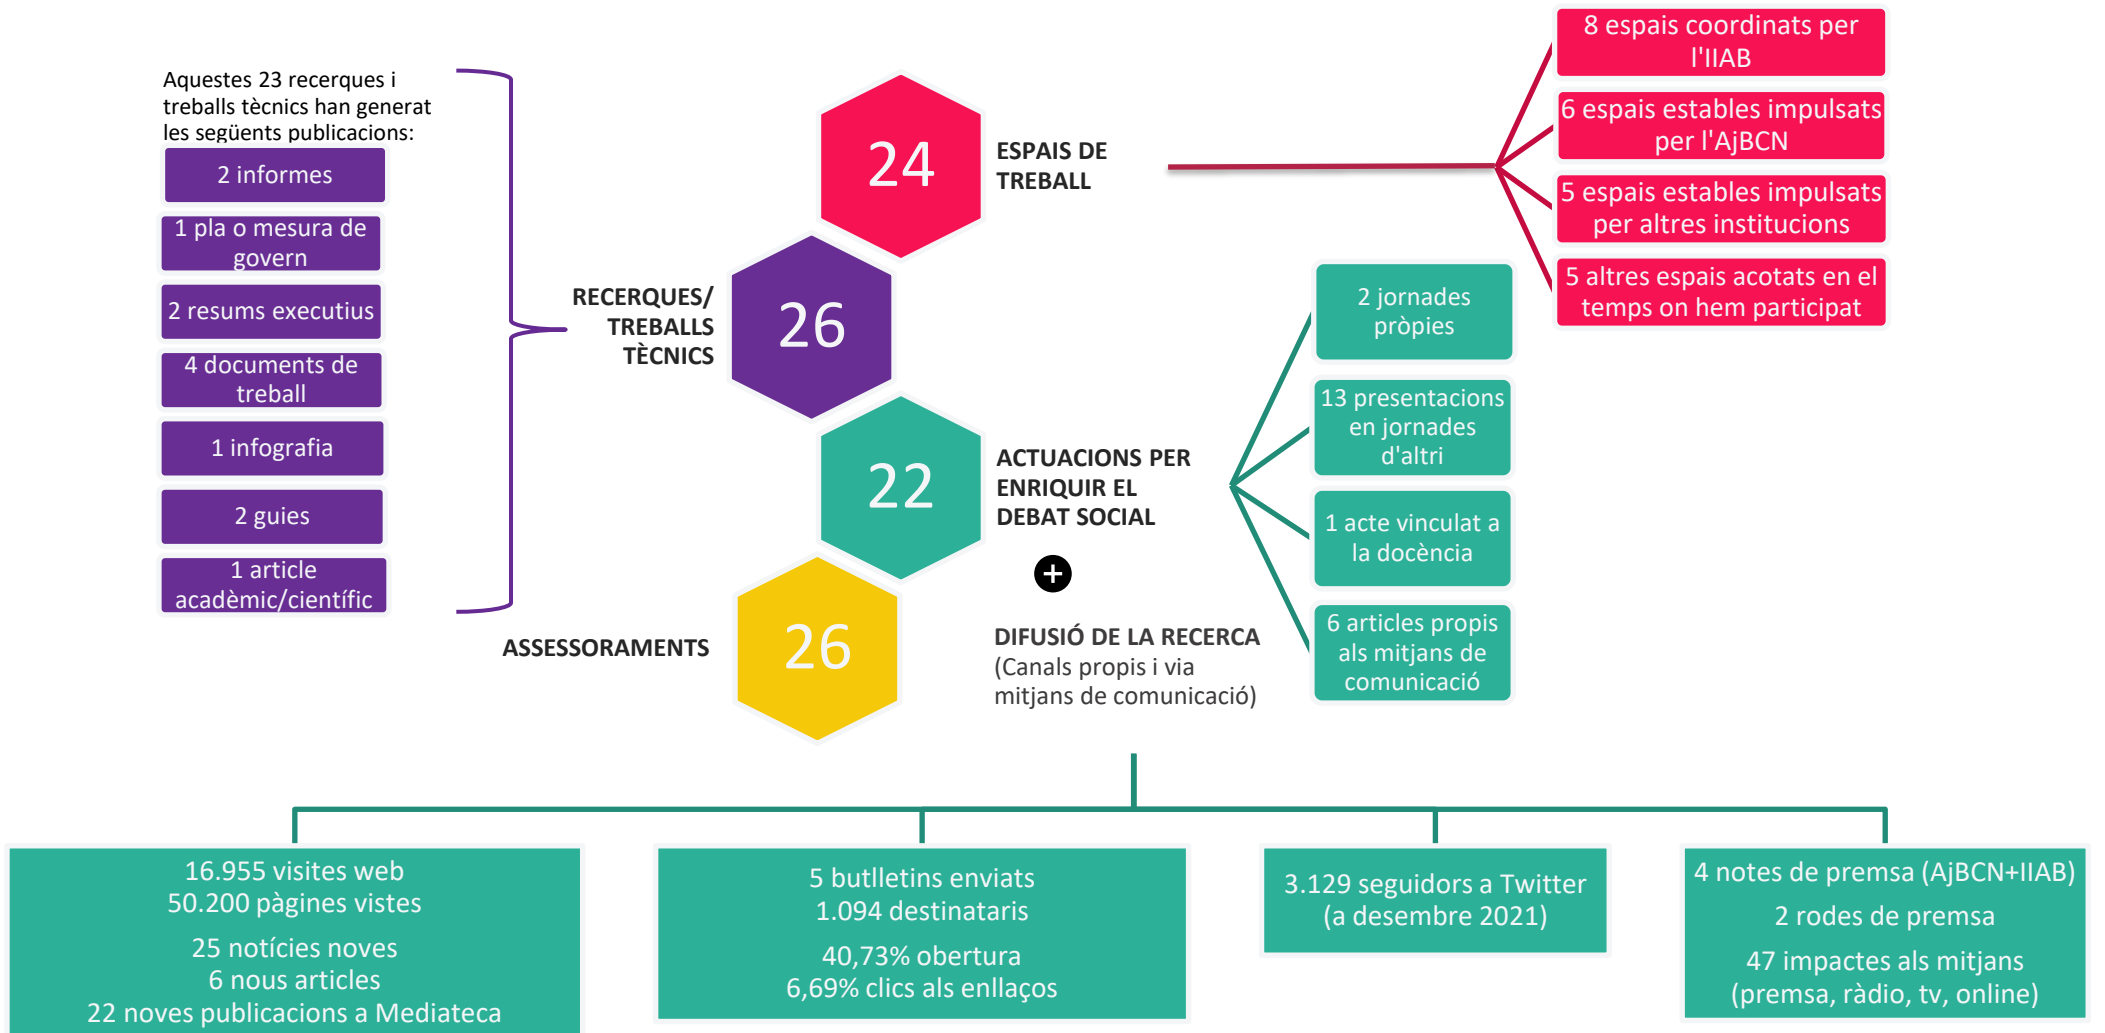 Aquestes 23 recerques i
treballs tècnics han generat
les següents publicacions:
2 informes
1 pla o mesura de
govern
2 resums executius
4 documents de
treball
1 infografia
2 guies
1 article
acadèmic/científic
RECERQUES/
TREBALLS
TÈCNICS
26
24
ESPAIS DE
TREBALL
8 espais coordinats per
l'IIAB
6 espais estables impulsats
per l'AjBCN
5 espais estables impulsats
per altres institucions
5 altres espais acotats en el
temps on hem participat
22
ACTUACIONS PER
ENRIQUIR EL
DEBAT SOCIAL
2 jornades
pròpies
13 presentacions
en jornades
d'altri
1 acte vinculat a
la docència
6 articles propis
als mitjans de
comunicació
ASSESSORAMENTS
26
+
DIFUSIÓ DE LA RECERCA
(Canals propis i via
mitjans de comunicació)
16.955 visites web
50.200 pàgines vistes
25 notícies noves
6 nous articles
22 noves publicacions a Mediateca
5 butlletins enviats
1.094 destinataris
40,73% obertura
6,69% clics als enllaços
3.129 seguidors a Twitter
(a desembre 2021)
4 notes de premsa (AjBCN+IIAB)
2 rodes de premsa
47 impactes als mitjans
(premsa, ràdio, tv, online)